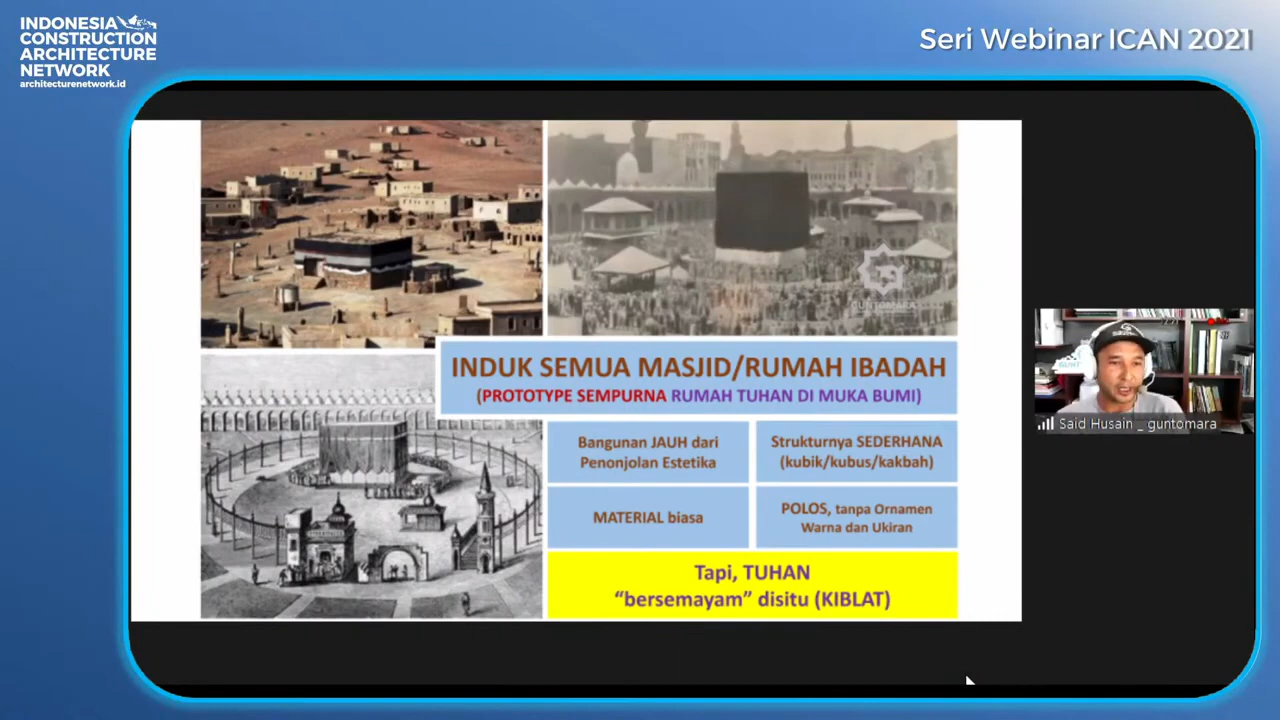 INDONESIA
CONSTRUCTION
ARCHITECTURE
NETWORK
architecturenetwork.id
Seri Webinar ICAN 2021
GUNTOMARA
INDUK SEMUA MASJID/RUMAH IBADAH
(PROTOTYPE SEMPURNA RUMAH TUHAN DI MUKA BUMI)
Bangunan JAUH dari
Penonjolan Estetika
Strukturnya SEDERHANA
(kubik/kubus/kakbah)
MATERIAL biasa
POLOS, tanpa Ornamen
Warna dan Ukiran
Tapi, TUHAN
“bersemayam” disitu (KIBLAT)
Said Husain _ guntomara